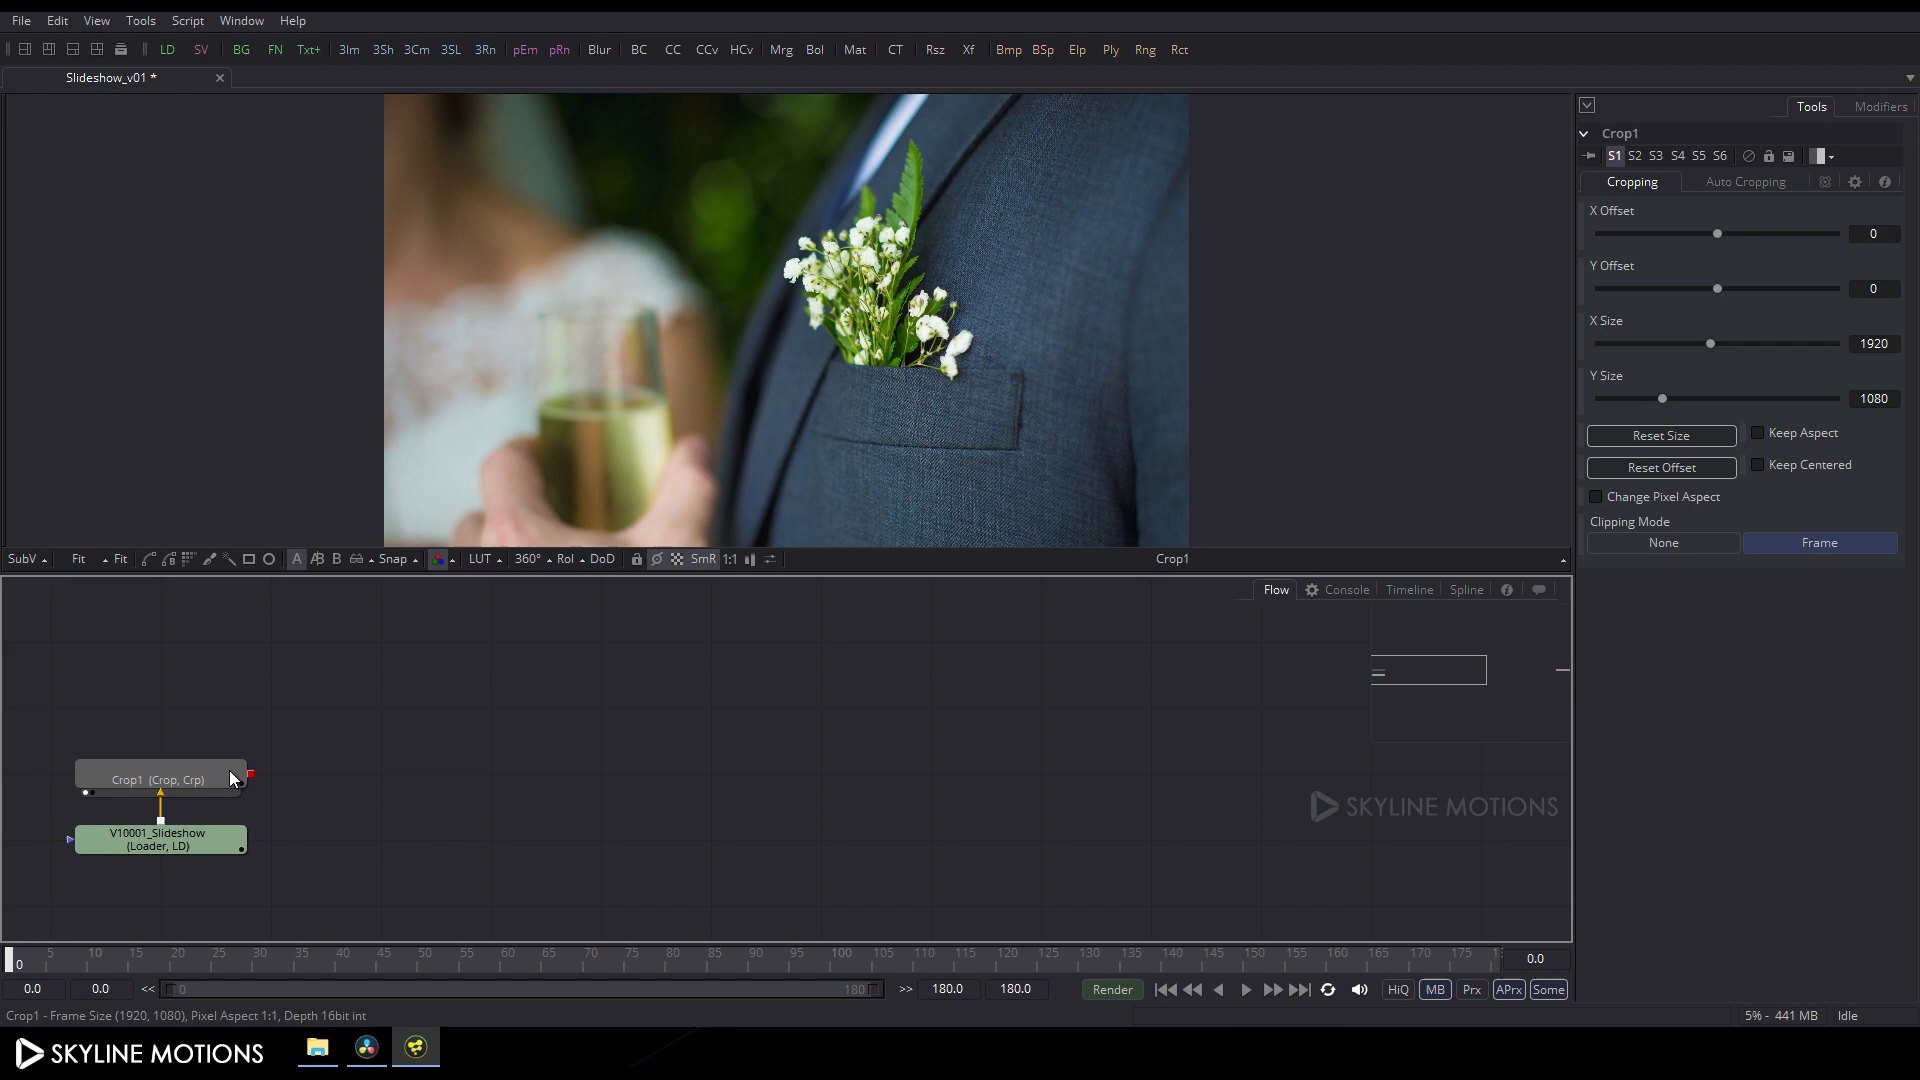 File Edit View Tools Script Window Help
LD SV BG FN Txt+ 3Im 3Sh 3Cm 3SL 3Rn pEm pRn Blur BC CC CCv HCv Mrg Bol Mat CT Rsz Xf Bmp BSp Elp Ply Rng Rct
Slideshow_v01 *
Tools Modifiers
Crop1
S1 S2 S3 S4 S5 S6
Cropping Auto Cropping
X Offset
0
Y Offset
0
X Size
1920
Y Size
1080
Reset Size Keep Aspect
Reset Offset Keep Centered
Change Pixel Aspect
Clipping Mode
None Frame
SubV Fit Fit A A|B B Snap LUT 360° RoI DoD SmR 1:1 Crop1
Flow Console Timeline Spline
Crop1 (Crop, Crp)
V10001_Slideshow
(Loader, LD)
SKYLINE MOTIONS
0 5 10 15 20 25 30 35 40 45 50 55 60 65 70 75 80 85 90 95 100 105 110 115 120 125 130 135 140 145 150 155 160 165 170 175 0.0
0.0 0.0 << 0 180 >> 180.0 180.0 Render HiQ MB Prx APrx Some
Crop1 - Frame Size (1920, 1080), Pixel Aspect 1:1, Depth 16bit int 5% - 441 MB Idle
SKYLINE MOTIONS